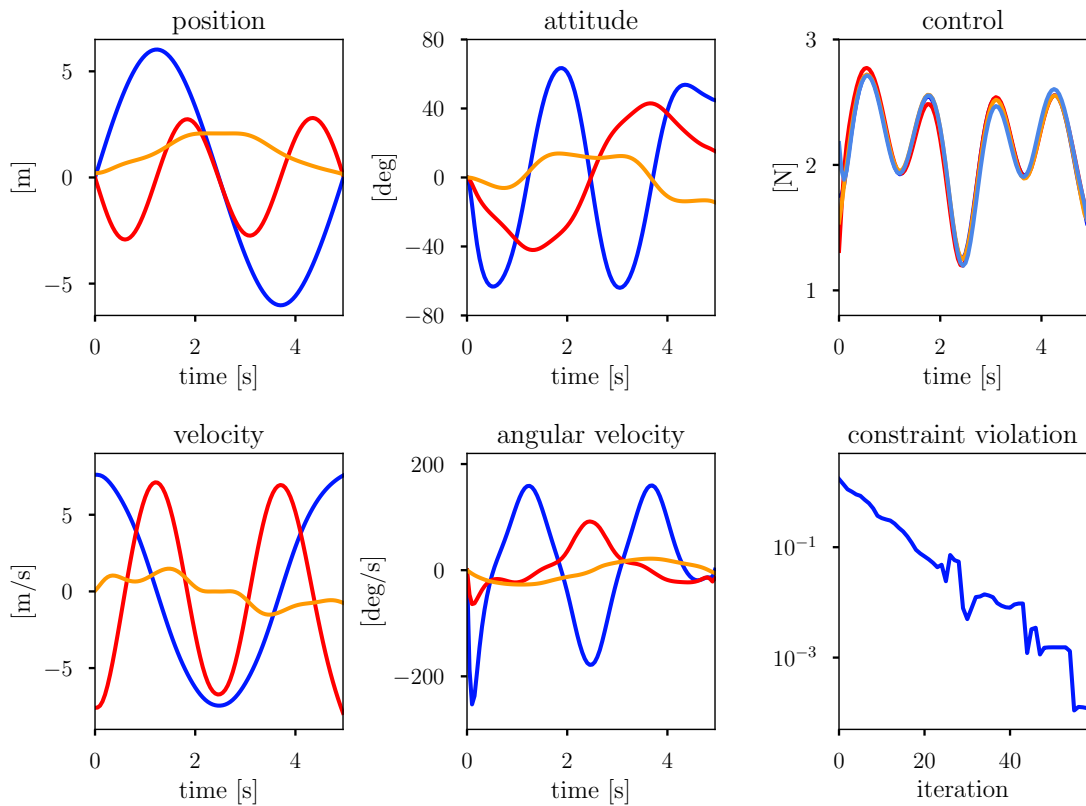 position
attitude
control
5
0
−5
[m]
0
2
4
time [s]
80
40
0
−40
−80
[deg]
0
2
4
time [s]
3
2
1
[N]
0
2
4
time [s]
velocity
angular velocity
constraint violation
5
0
−5
[m/s]
0
2
4
time [s]
200
0
−200
[deg/s]
0
2
4
time [s]
10⁻¹
10⁻³
0
20
40
iteration